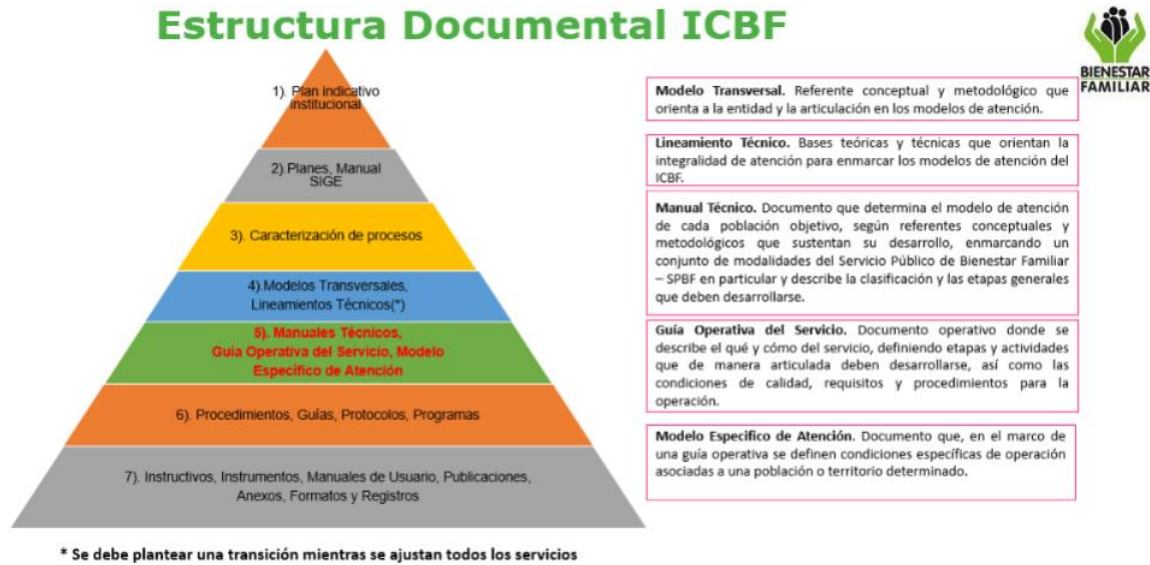 Estructura Documental ICBF
BIENESTAR
FAMILIAR
1). Plan indicativo
institucional
2).Planes, Manual
SIGE
3). Caracterización de procesos
4).Modelos Transversales,
Lineamientos Técnicos(*)
5). Manuales Técnicos,
Guía Operativa del Servicio, Modelo
Específico de Atención
6). Procedimientos, Guías, Protocolos, Programas
7). Instructivos, Instrumentos, Manuales de Usuario, Publicaciones,
Anexos, Formatos y Registros
* Se debe plantear una transición mientras se ajustan todos los servicios
Modelo Transversal. Referente conceptual y metodológico que
orienta a la entidad y la articulación en los modelos de atención.
Lineamiento Técnico. Bases teóricas y técnicas que orientan la
integralidad de atención para enmarcar los modelos de atención del
ICBF.
Manual Técnico. Documento que determina el modelo de atención
de cada población objetivo, según referentes conceptuales y
metodológicos que sustentan su desarrollo, enmarcando un
conjunto de modalidades del Servicio Público de Bienestar Familiar
– SPBF en particular y describe la clasificación y las etapas generales
que deben desarrollarse.
Guía Operativa del Servicio. Documento operativo donde se
describe el qué y cómo del servicio, definiendo etapas y actividades
que de manera articulada deben desarrollarse, así como las
condiciones de calidad, requisitos y procedimientos para la
operación.
Modelo Especifico de Atención. Documento que, en el marco de
una guía operativa se definen condiciones específicas de operación
asociadas a una población o territorio determinado.